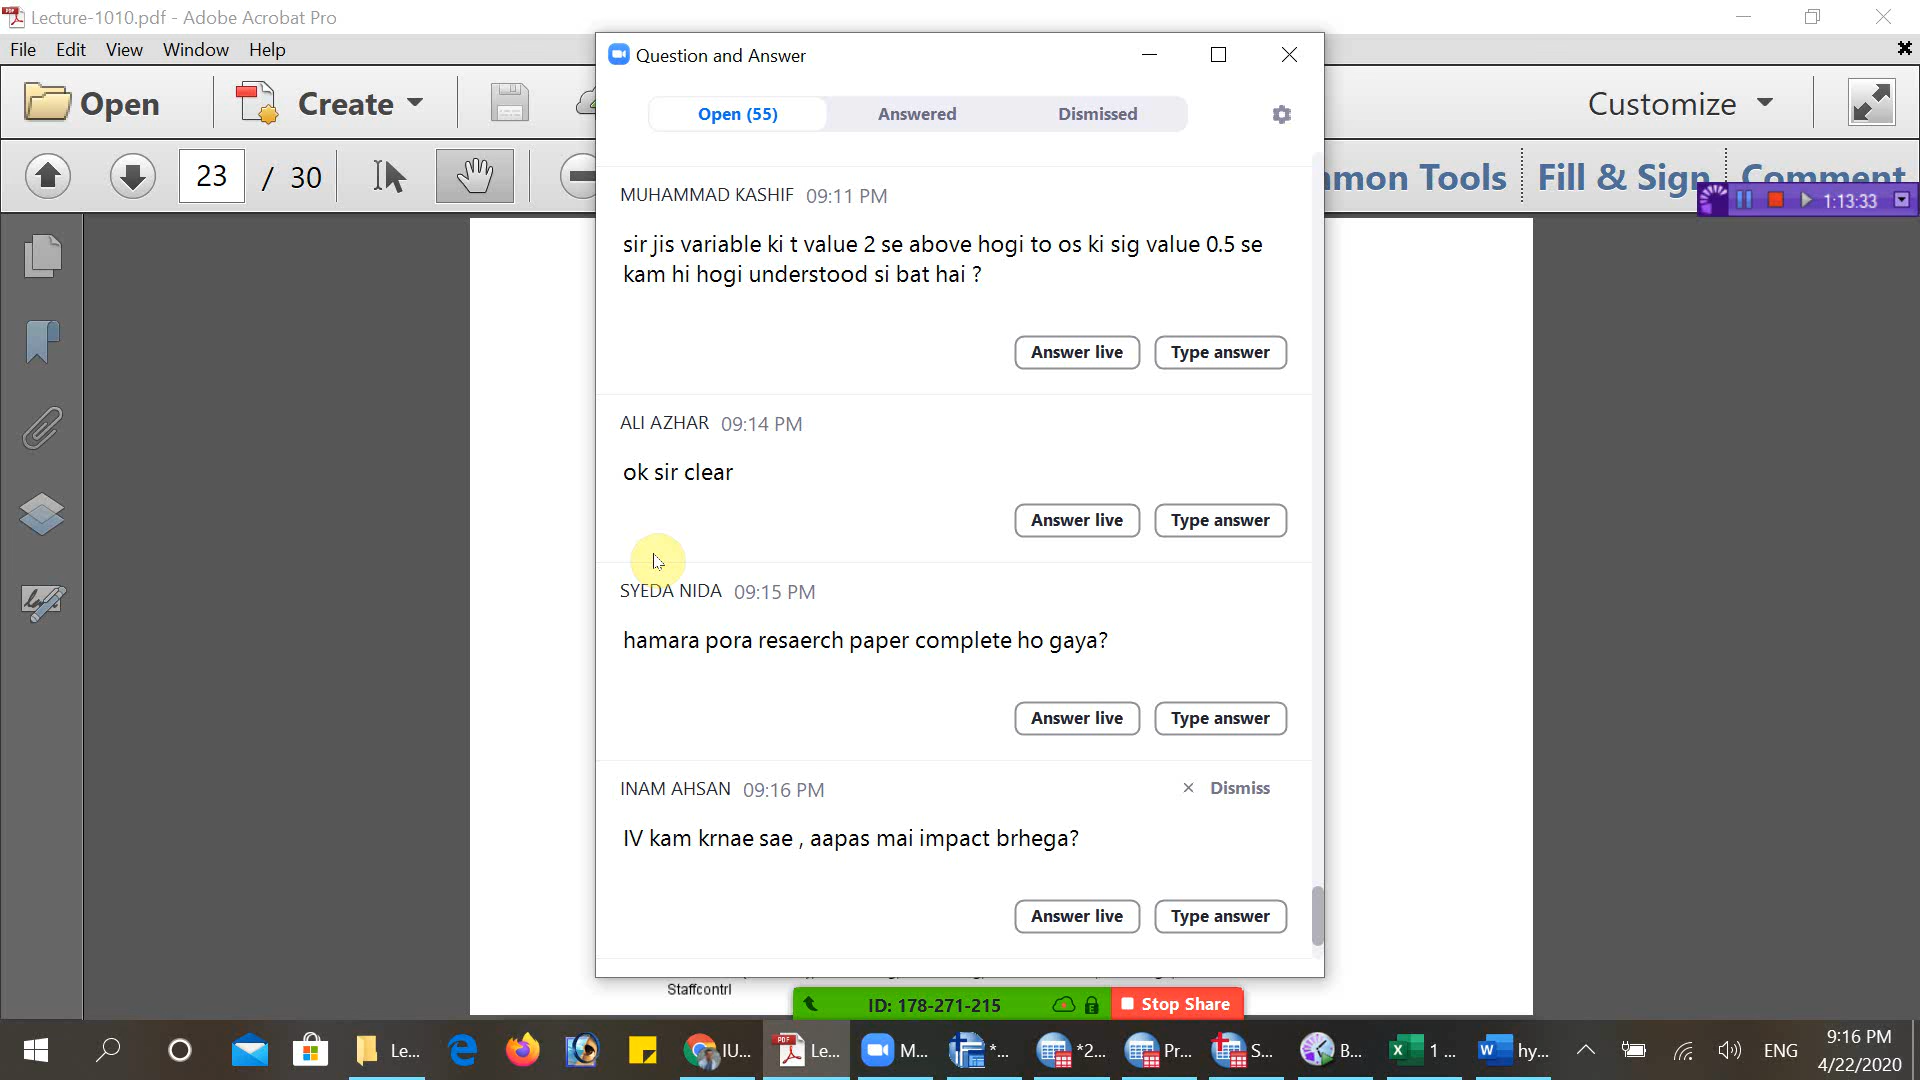 Lecture-1010.pdf - Adobe Acrobat Pro
File Edit View Window Help
Open
Create
Customize
23 / 30
mmon Tools
Fill & Sign
Comment
1:13:33
Question and Answer
Open (55)
Answered
Dismissed
MUHAMMAD KASHIF 09:11 PM
sir jis variable ki t value 2 se above hogi to os ki sig value 0.5 se
kam hi hogi understood si bat hai ?
Answer live
Type answer
ALI AZHAR 09:14 PM
ok sir clear
Answer live
Type answer
SYEDA NIDA 09:15 PM
hamara pora resaerch paper complete ho gaya?
Answer live
Type answer
INAM AHSAN 09:16 PM
× Dismiss
IV kam krnae sae , aapas mai impact brhega?
Answer live
Type answer
Staffcontrl
ID: 178-271-215
Stop Share
Le...
IU...
Le...
M...
*...
*2...
Pr...
S...
B...
1 ...
hy...
ENG
9:16 PM
4/22/2020